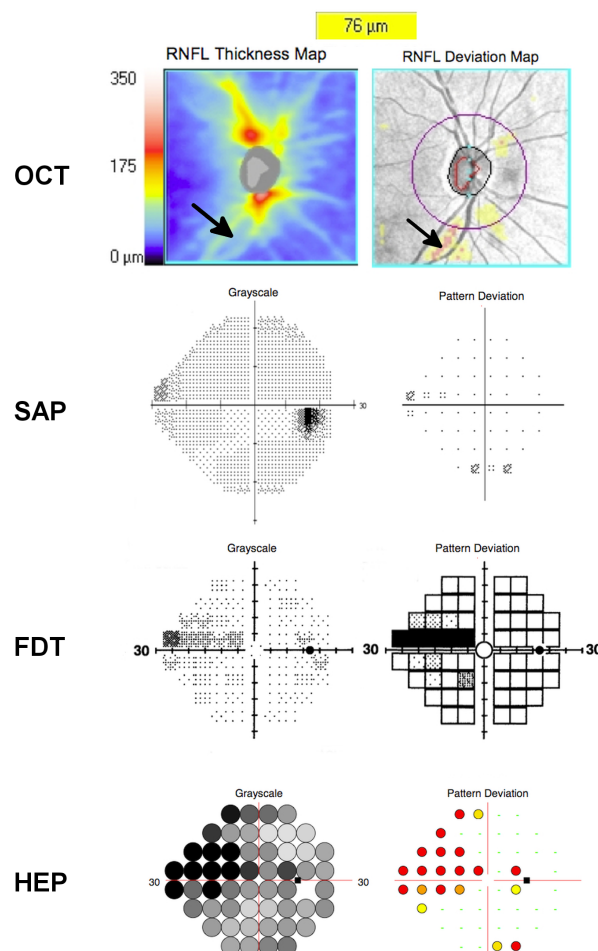 76 µm
RNFL Thickness Map
RNFL Deviation Map
350
OCT
175
0 µm
Grayscale
Pattern Deviation
SAP
30
Grayscale
Pattern Deviation
FDT
30
30
30
Grayscale
Pattern Deviation
HEP
30
30